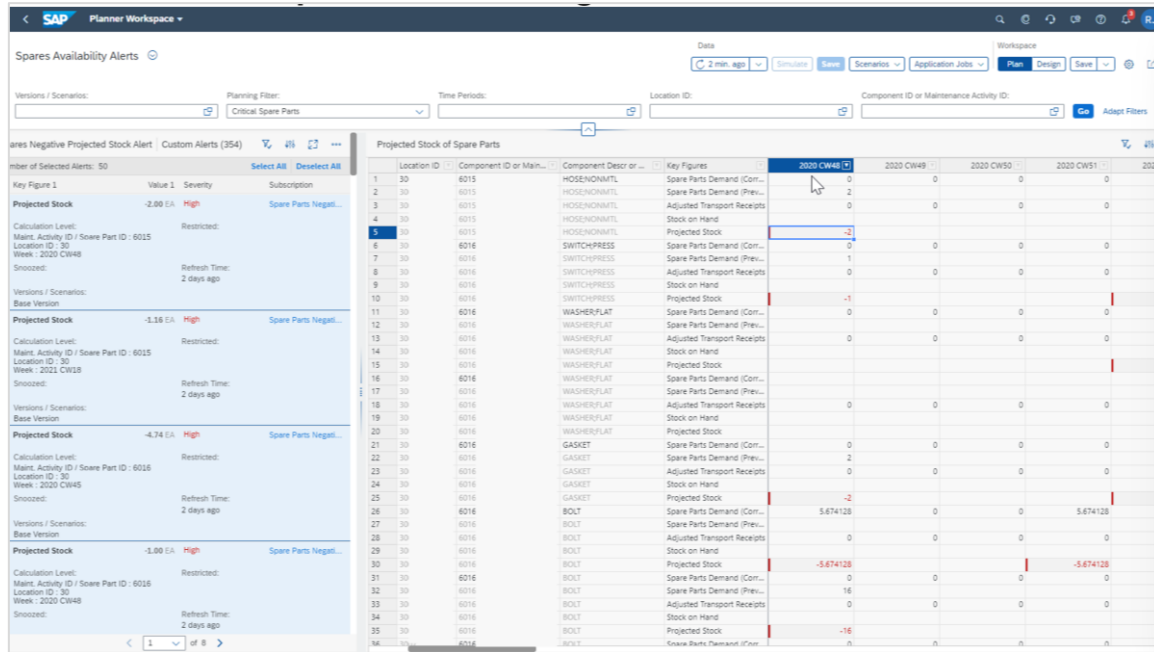 SAP Planner Workspace
Spares Availability Alerts
Data
Workspace
2 min. ago Simulate Save Scenarios Application Jobs Plan Design Save
Versions / Scenarios: Planning Filter: Time Periods: Location ID: Component ID or Maintenance Activity ID:
Critical Spare Parts Go Adapt Filters
ares Negative Projected Stock Alert Custom Alerts (354)
mber of Selected Alerts: 50 Select All Deselect All
Key Figure 1 Value 1 Severity Subscription
Projected Stock -2.00 EA High Spare Parts Negati...
Calculation Level: Restricted:
Maint. Activity ID / Spare Part ID : 6015
Location ID : 30
Week : 2020 CW48
Snoozed: Refresh Time:
2 days ago
Versions / Scenarios:
Base Version
Projected Stock -1.16 EA High Spare Parts Negati...
Calculation Level: Restricted:
Maint. Activity ID / Spare Part ID : 6015
Location ID : 30
Week : 2021 CW18
Snoozed: Refresh Time:
2 days ago
Versions / Scenarios:
Base Version
Projected Stock -4.74 EA High Spare Parts Negati...
Calculation Level: Restricted:
Maint. Activity ID / Spare Part ID : 6016
Location ID : 30
Week : 2020 CW45
Snoozed: Refresh Time:
2 days ago
Versions / Scenarios:
Base Version
Projected Stock -1.00 EA High Spare Parts Negati...
Calculation Level: Restricted:
Maint. Activity ID / Spare Part ID : 6016
Location ID : 30
Week : 2020 CW48
Snoozed: Refresh Time:
2 days ago
1 of 8
Projected Stock of Spare Parts
Location ID Component ID or Main... Component Descr or ... Key Figures 2020 CW48 2020 CW49 2020 CW50 2020 CW51 202
1 30 6015 HOSE;NONMTL Spare Parts Demand (Corr... 0 0 0 0
2 30 6015 HOSE;NONMTL Spare Parts Demand (Prev... 2
3 30 6015 HOSE;NONMTL Adjusted Transport Receipts 0 0 0 0
4 30 6015 HOSE;NONMTL Stock on Hand
5 30 6015 HOSE;NONMTL Projected Stock -2
6 30 6016 SWITCH;PRESS Spare Parts Demand (Corr... 0 0 0 0
7 30 6016 SWITCH;PRESS Spare Parts Demand (Prev... 1
8 30 6016 SWITCH;PRESS Adjusted Transport Receipts 0 0 0 0
9 30 6016 SWITCH;PRESS Stock on Hand
10 30 6016 SWITCH;PRESS Projected Stock -1
11 30 6016 WASHER;FLAT Spare Parts Demand (Corr... 0 0 0 0
12 30 6016 WASHER;FLAT Spare Parts Demand (Prev...
13 30 6016 WASHER;FLAT Adjusted Transport Receipts 0 0 0 0
14 30 6016 WASHER;FLAT Stock on Hand
15 30 6016 WASHER;FLAT Projected Stock
16 30 6016 WASHER;FLAT Spare Parts Demand (Corr...
17 30 6016 WASHER;FLAT Spare Parts Demand (Prev...
18 30 6016 WASHER;FLAT Adjusted Transport Receipts 0 0 0 0
19 30 6016 WASHER;FLAT Stock on Hand
20 30 6016 WASHER;FLAT Projected Stock
21 30 6016 GASKET Spare Parts Demand (Corr... 0 0 0 0
22 30 6016 GASKET Spare Parts Demand (Prev... 2
23 30 6016 GASKET Adjusted Transport Receipts 0 0 0 0
24 30 6016 GASKET Stock on Hand
25 30 6016 GASKET Projected Stock -2
26 30 6016 BOLT Spare Parts Demand (Corr... 5.674128 0 0 5.674128
27 30 6016 BOLT Spare Parts Demand (Prev...
28 30 6016 BOLT Adjusted Transport Receipts 0 0 0 0
29 30 6016 BOLT Stock on Hand
30 30 6016 BOLT Projected Stock -5.674128 -5.674128
31 30 6016 BOLT Spare Parts Demand (Corr... 0 0 0 0
32 30 6016 BOLT Spare Parts Demand (Prev... 16
33 30 6016 BOLT Adjusted Transport Receipts 0 0 0 0
34 30 6016 BOLT Stock on Hand
35 30 6016 BOLT Projected Stock -16
36 30 6016 BOLT Spare Parts Demand (Corr... 0 0 0 0